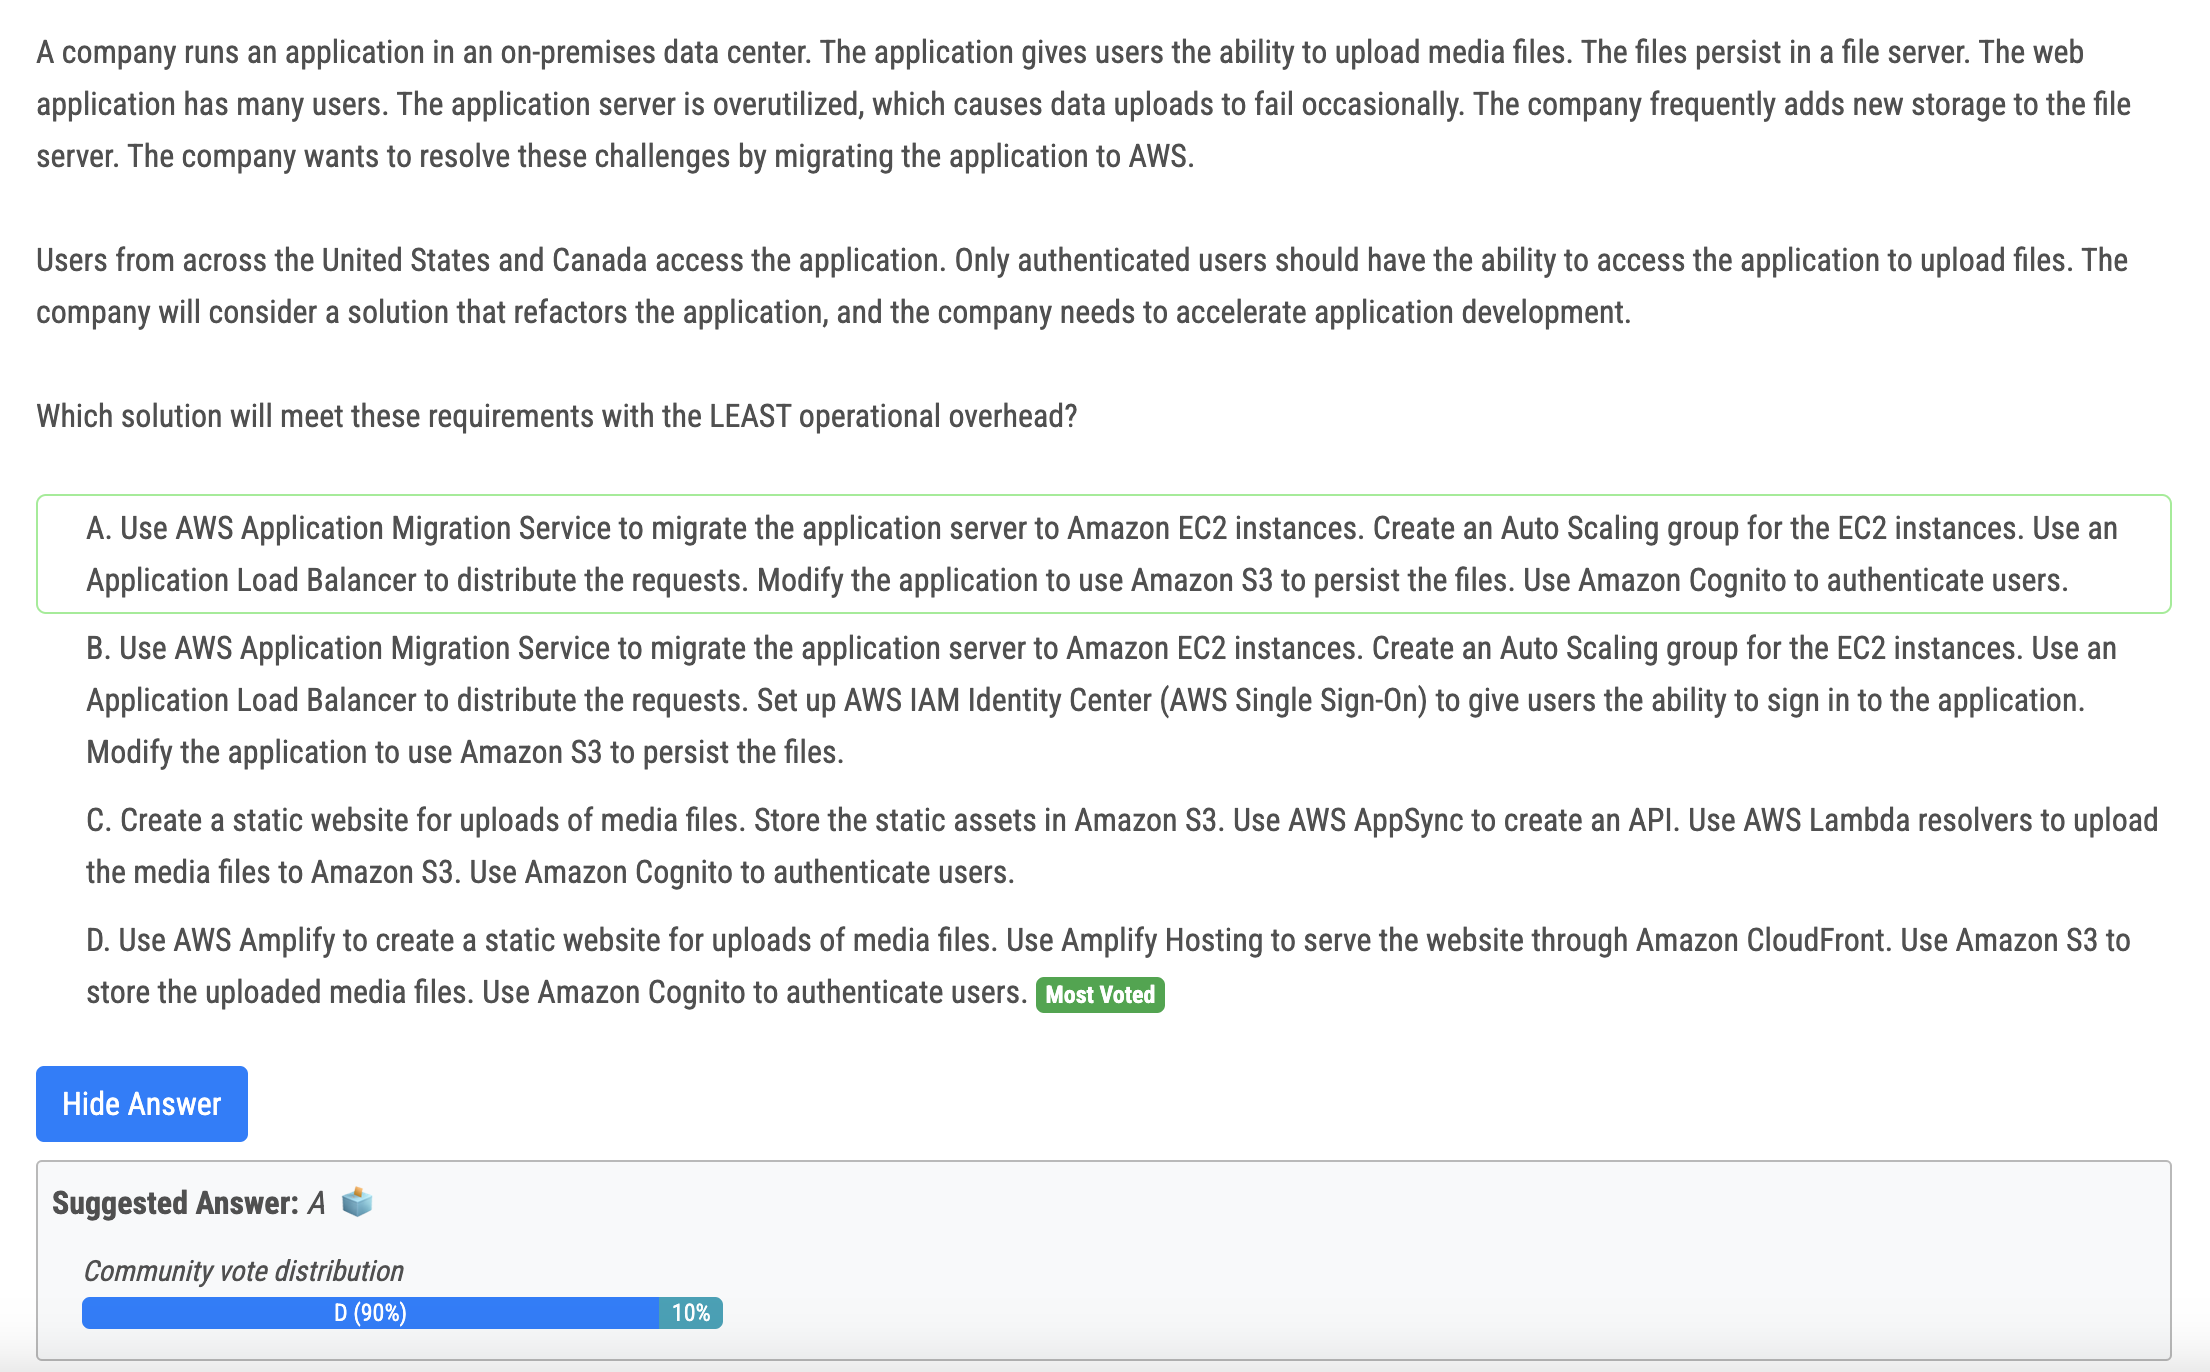 A company runs an application in an on-premises data center. The application gives users the ability to upload media files. The files persist in a file server. The web
application has many users. The application server is overutilized, which causes data uploads to fail occasionally. The company frequently adds new storage to the file
server. The company wants to resolve these challenges by migrating the application to AWS.
Users from across the United States and Canada access the application. Only authenticated users should have the ability to access the application to upload files. The
company will consider a solution that refactors the application, and the company needs to accelerate application development.
Which solution will meet these requirements with the LEAST operational overhead?
A. Use AWS Application Migration Service to migrate the application server to Amazon EC2 instances. Create an Auto Scaling group for the EC2 instances. Use an
Application Load Balancer to distribute the requests. Modify the application to use Amazon S3 to persist the files. Use Amazon Cognito to authenticate users.
B. Use AWS Application Migration Service to migrate the application server to Amazon EC2 instances. Create an Auto Scaling group for the EC2 instances. Use an
Application Load Balancer to distribute the requests. Set up AWS IAM Identity Center (AWS Single Sign-On) to give users the ability to sign in to the application.
Modify the application to use Amazon S3 to persist the files.
C. Create a static website for uploads of media files. Store the static assets in Amazon S3. Use AWS AppSync to create an API. Use AWS Lambda resolvers to upload
the media files to Amazon S3. Use Amazon Cognito to authenticate users.
D. Use AWS Amplify to create a static website for uploads of media files. Use Amplify Hosting to serve the website through Amazon CloudFront. Use Amazon S3 to
store the uploaded media files. Use Amazon Cognito to authenticate users. Most Voted
Hide Answer
Suggested Answer: A
Community vote distribution
D (90%) 10%